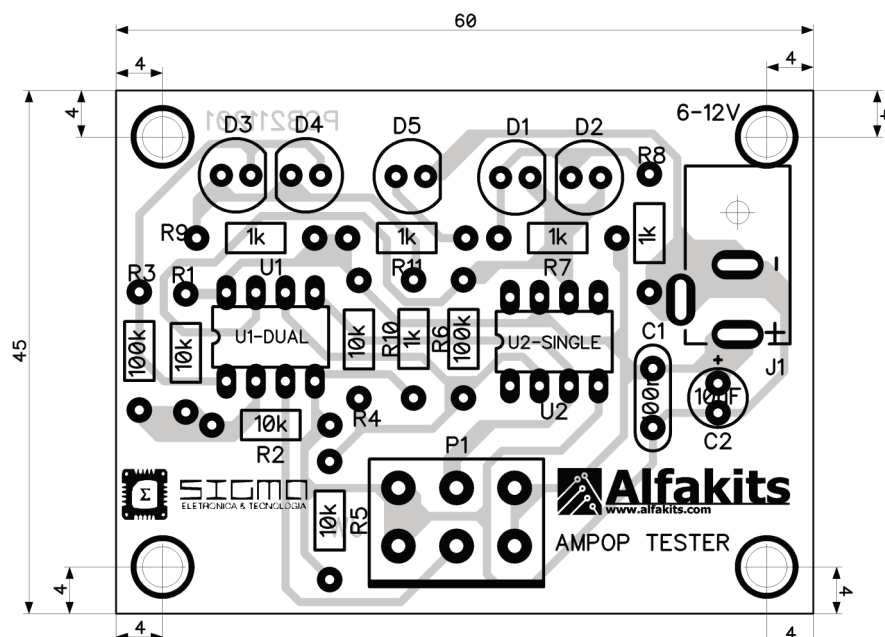 60
4
4
4
4
PCB211201
6-12V
D3
D4
D5
D1
D2
R8
R9
1k
1k
1k
1k
U1
R11
R7
R3
R1
U1-DUAL
U2-SINGLE
100k
10k
10k
R10
1k
R6
100k
C1
+
J1
45
+
10uF
10k
R4
U2
C2
R2
P1
Σ
SIGMA
ELETRONICA & TECNOLOGIA
10k
R5
Alfakits
www.alfakits.com
AMPOP TESTER
4
4
4
4